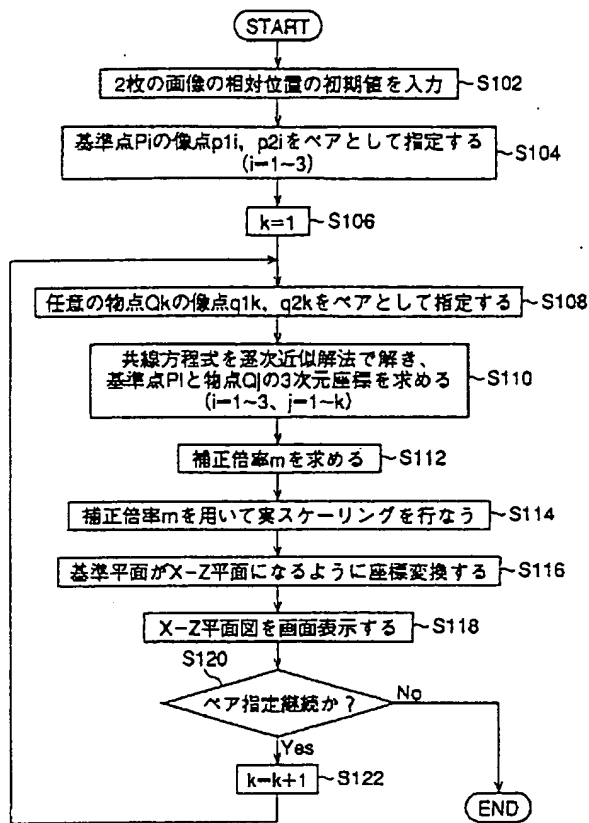 START
2枚の画像の相対位置の初期値を入力
S102
基準点Piの像点p1i, p2iをペアとして指定する
(i=1~3)
S104
k=1
S106
任意の物点Qkの像点q1k、q2kをペアとして指定する
S108
共線方程式を逐次近似解法で解き、
基準点Piと物点Qjの3次元座標を求める
(i=1~3、j=1~k)
S110
補正倍率mを求める
S112
補正倍率mを用いて実スケーリングを行なう
S114
基準平面がX-Z平面になるように座標変換する
S116
X-Z平面図を画面表示する
S118
S120
ペア指定継続か?
No
Yes
k=k+1
S122
END